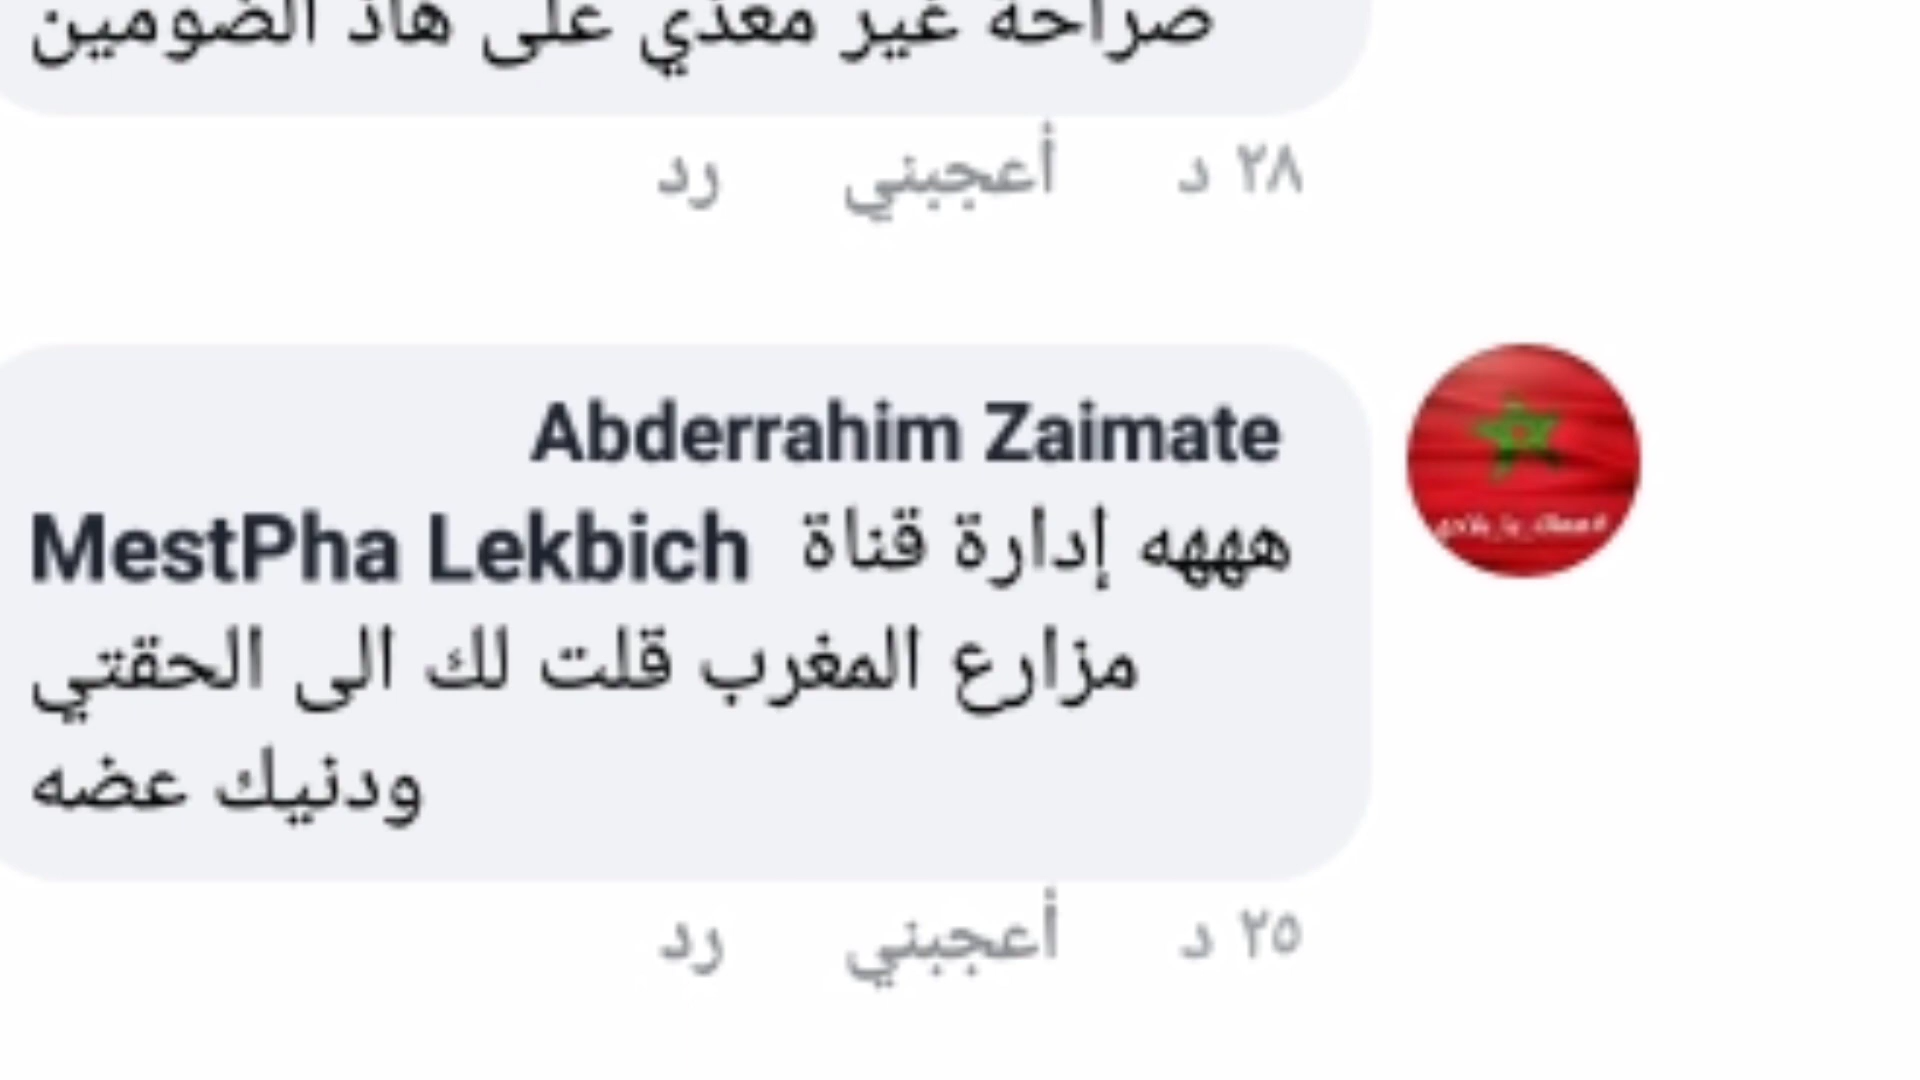 صراحة غير معذي على هاذ الضومين
٢٨ د أعجبني رد
Abderrahim Zaimate
MestPha Lekbich هههه إدارة قناة
مزارع المغرب قلت لك الى الحقتي
ودنيك عضه
٢٥ د أعجبني رد